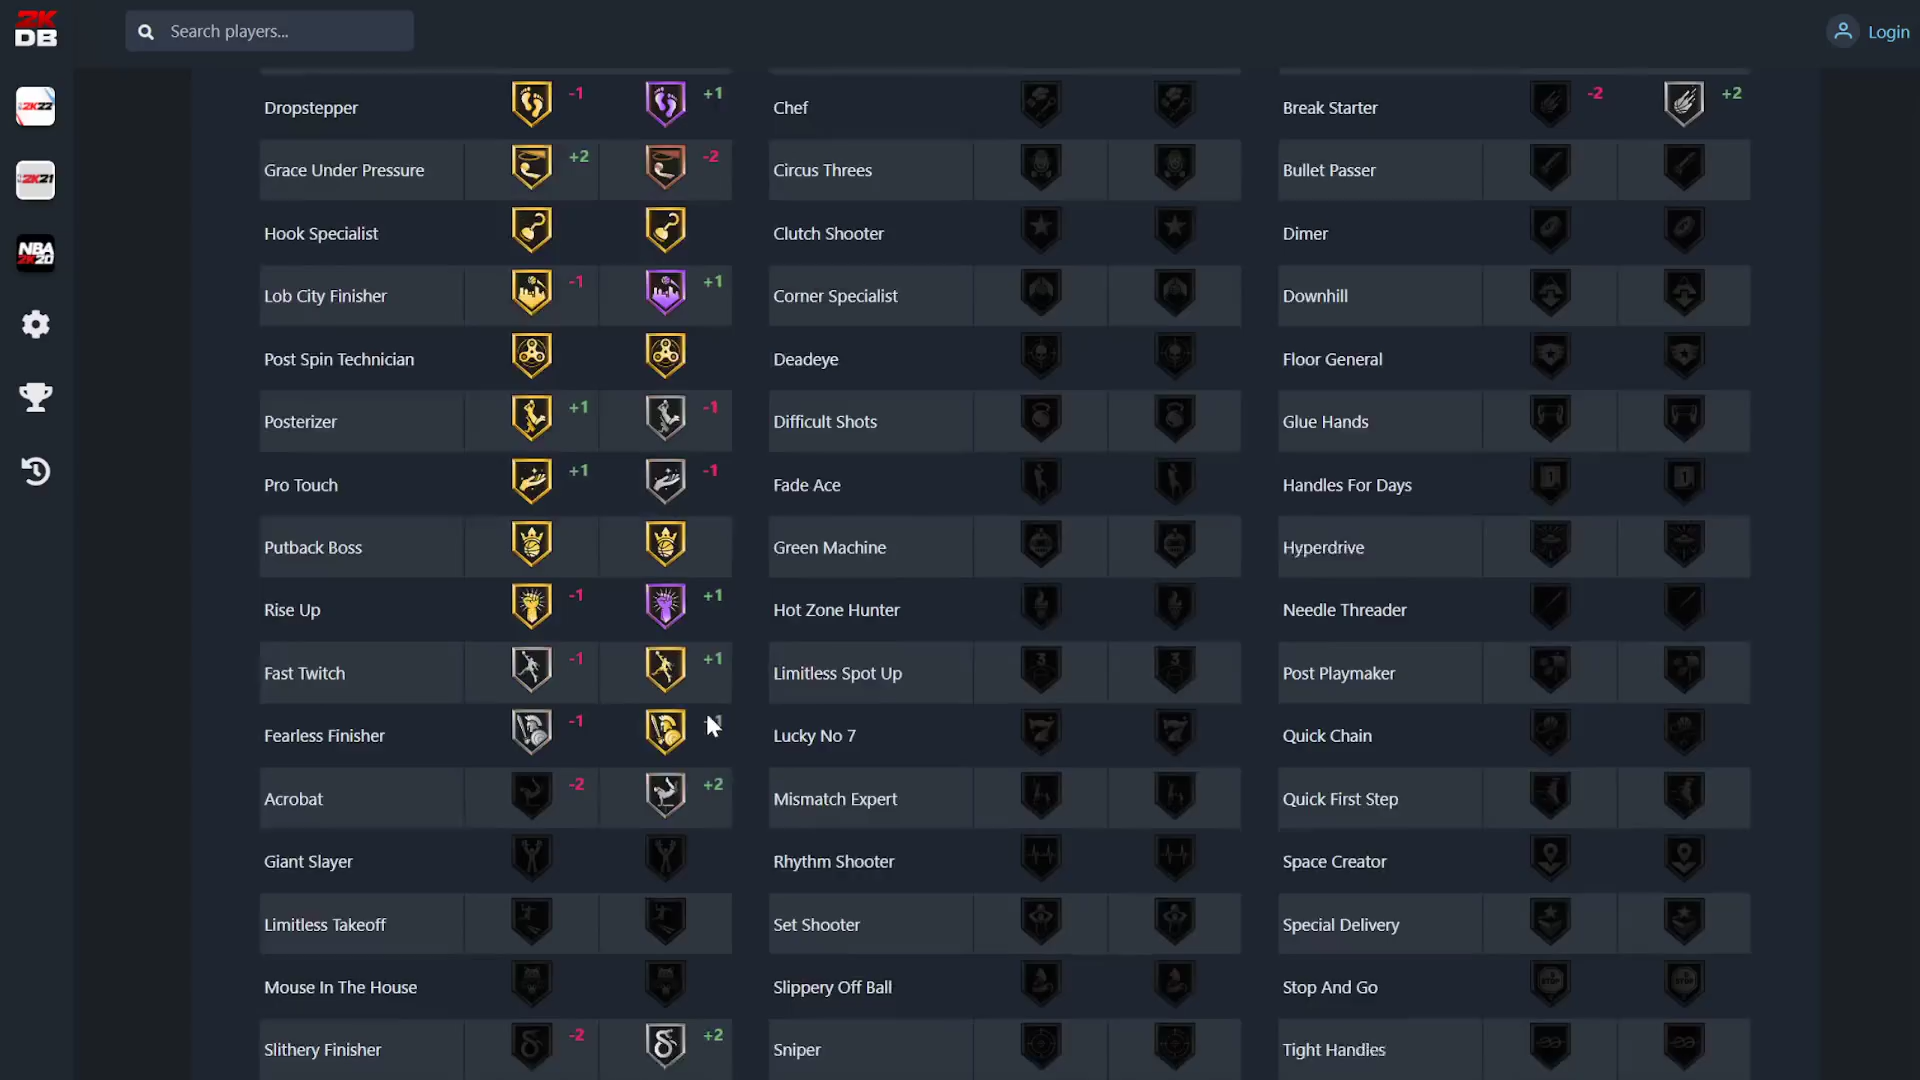 2K
DB
Search players...
Login
2K22
2K21
NBA
2K20
Dropstepper -1 +1 Chef Break Starter -2 +2
Grace Under Pressure +2 -2 Circus Threes Bullet Passer
Hook Specialist Clutch Shooter Dimer
Lob City Finisher -1 +1 Corner Specialist Downhill
Post Spin Technician Deadeye Floor General
Posterizer +1 -1 Difficult Shots Glue Hands
Pro Touch +1 -1 Fade Ace Handles For Days
Putback Boss Green Machine Hyperdrive
Rise Up -1 +1 Hot Zone Hunter Needle Threader
Fast Twitch -1 +1 Limitless Spot Up Post Playmaker
Fearless Finisher -1 Lucky No 7 Quick Chain
Acrobat -2 +2 Mismatch Expert Quick First Step
Giant Slayer Rhythm Shooter Space Creator
Limitless Takeoff Set Shooter Special Delivery
Mouse In The House Slippery Off Ball Stop And Go
Slithery Finisher -2 +2 Sniper Tight Handles